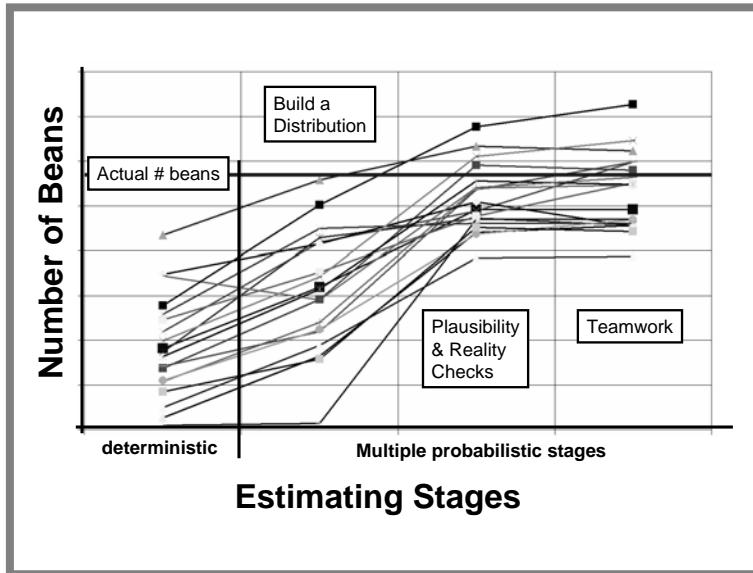 Build a
Distribution
Actual # beans
Number of Beans
Plausibility
& Reality
Checks
Teamwork
deterministic
Multiple probabilistic stages
Estimating Stages